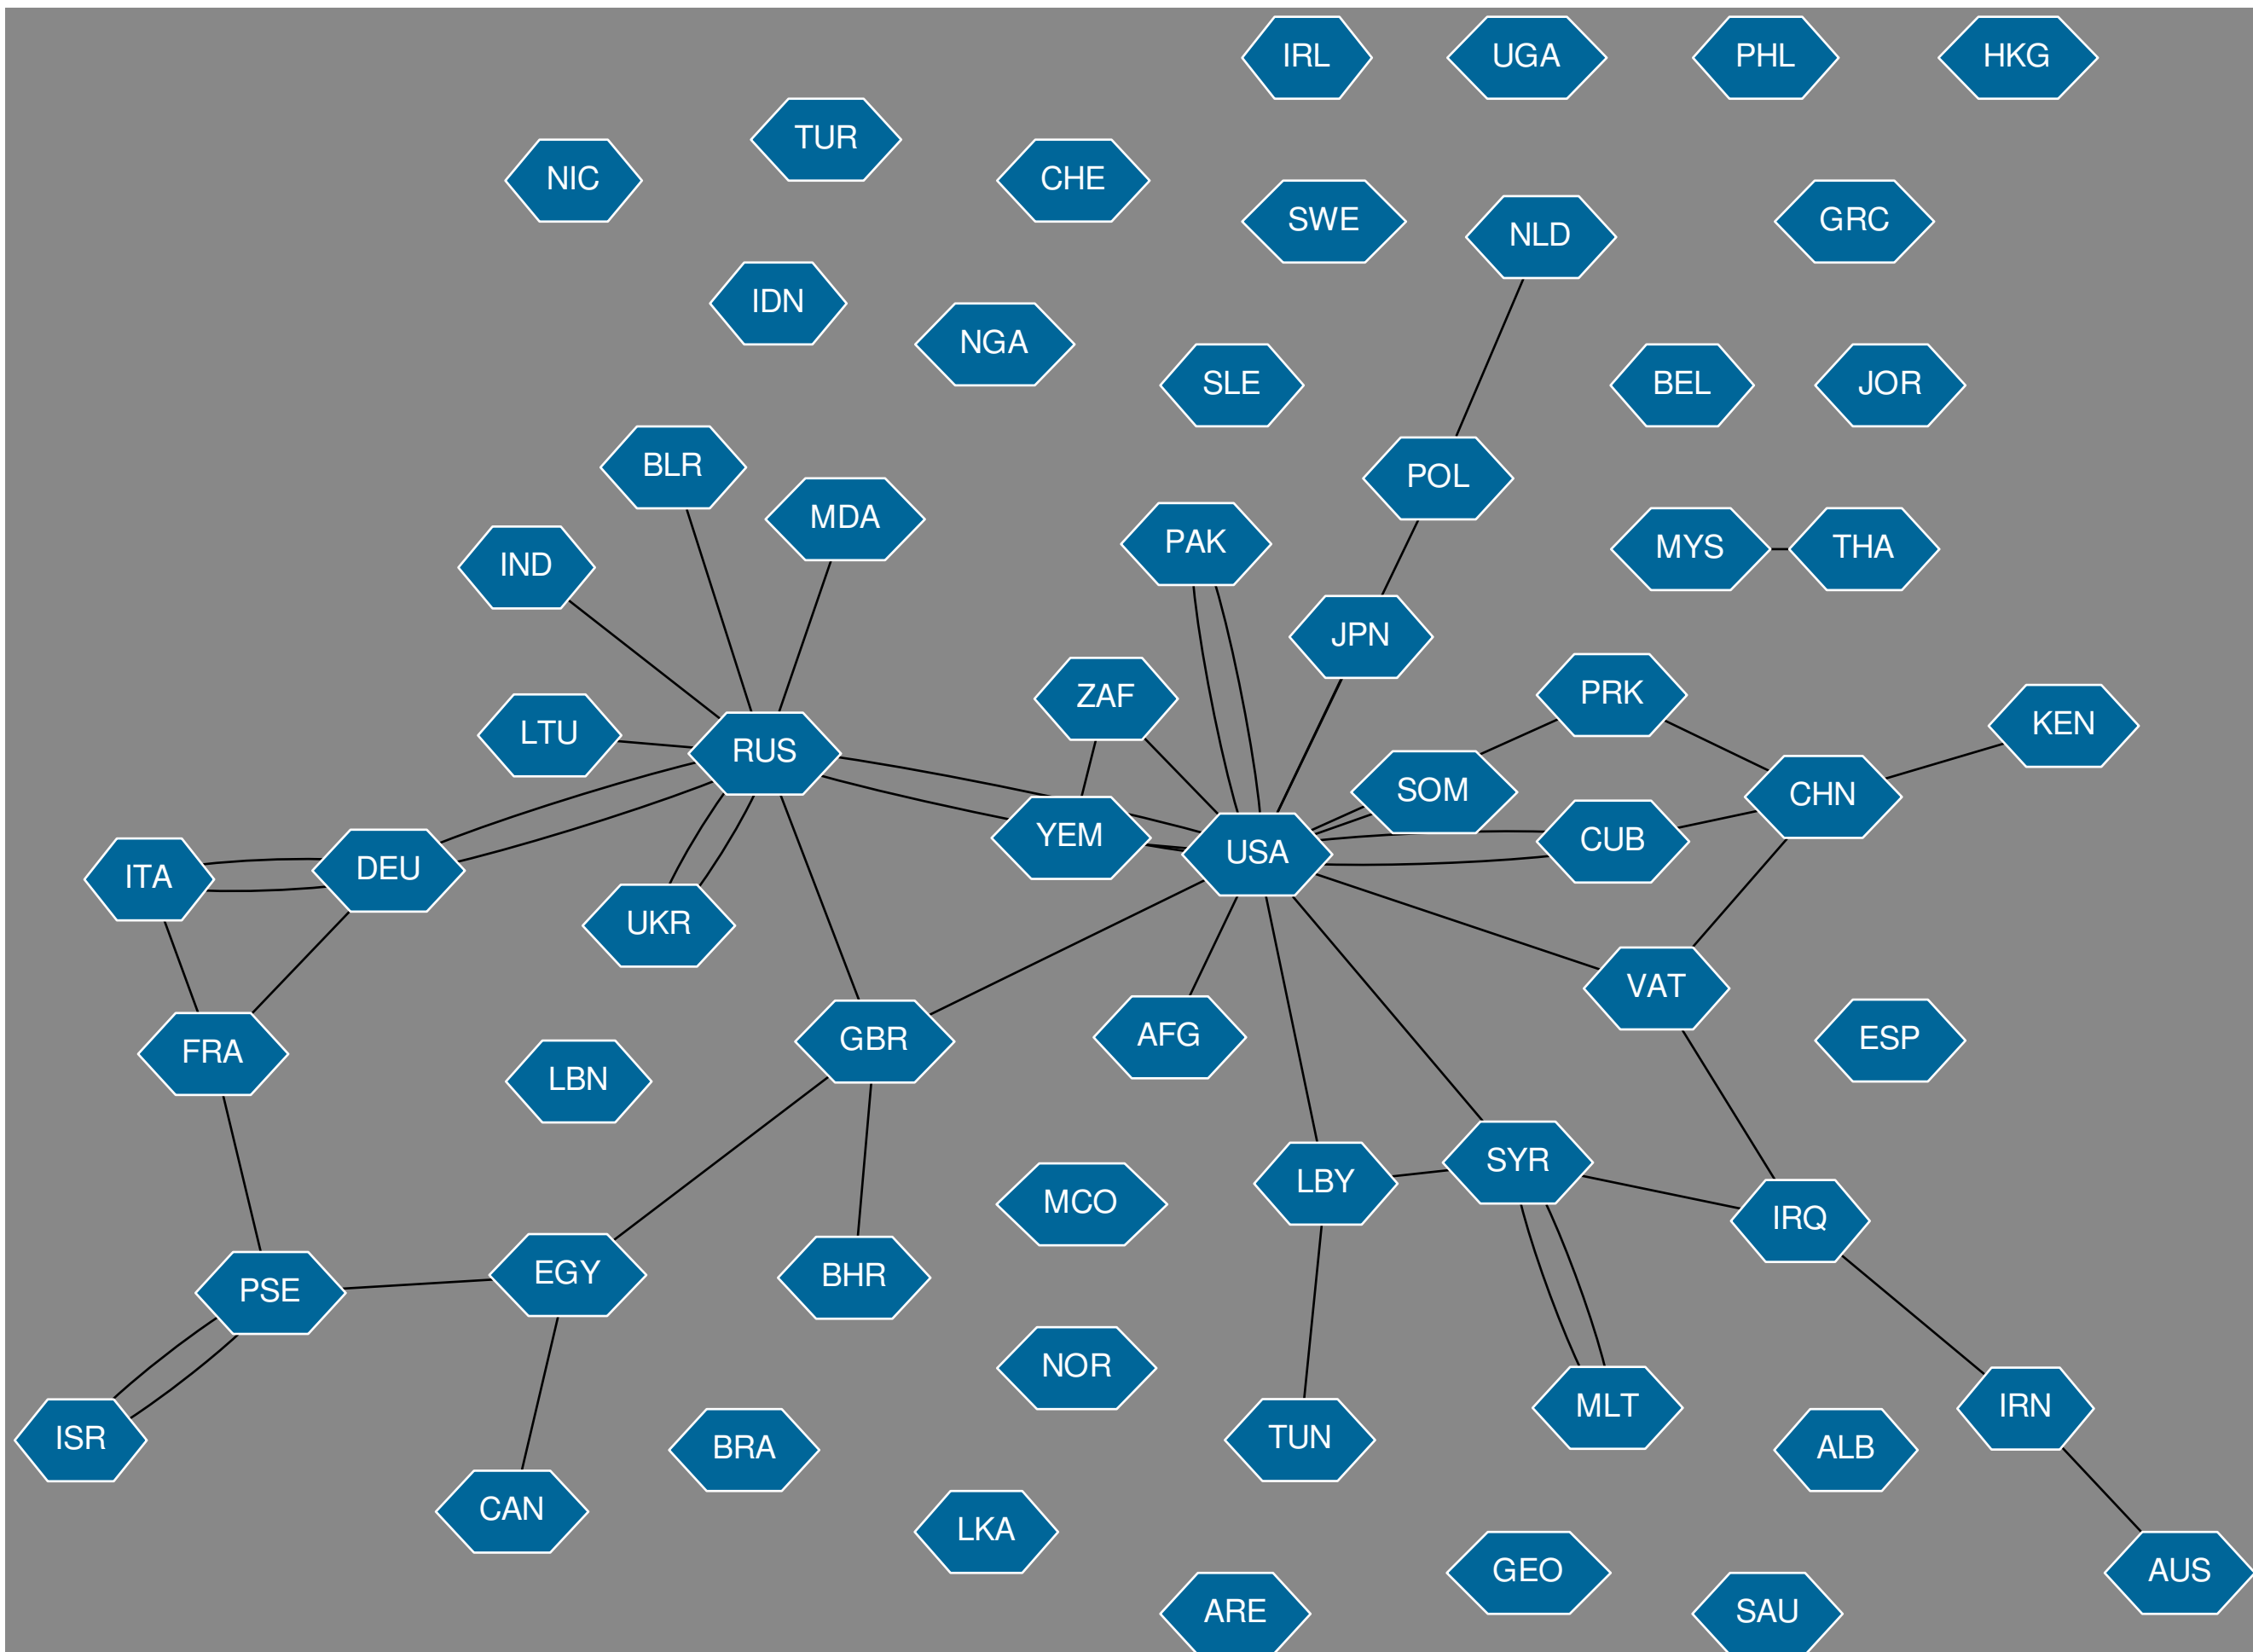 IRL
UGA
PHL
HKG
TUR
NIC
CHE
SWE
NLD
GRC
IDN
NGA
SLE
BEL
JOR
BLR
POL
MDA
PAK
MYS
THA
IND
JPN
ZAF
PRK
KEN
LTU
RUS
SOM
CHN
YEM
USA
CUB
ITA
DEU
UKR
VAT
FRA
GBR
AFG
ESP
LBN
SYR
LBY
MCO
IRQ
PSE
EGY
BHR
NOR
MLT
IRN
ISR
BRA
TUN
ALB
CAN
LKA
GEO
AUS
ARE
SAU